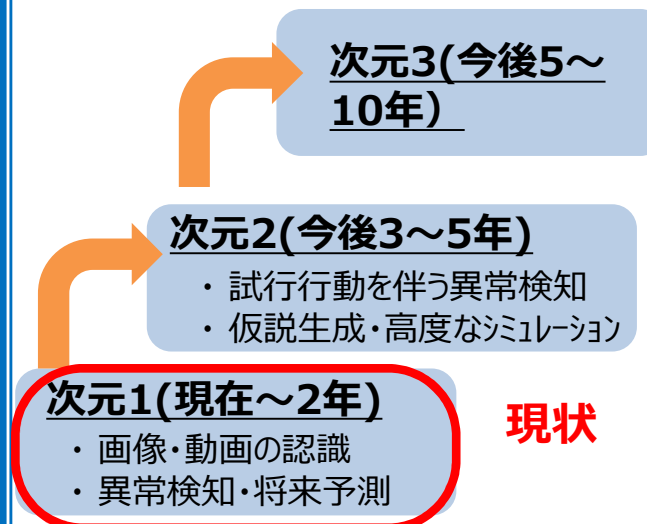 次元3(今後5～
10年）
次元2(今後3～5年)
・ 試行行動を伴う異常検知
・ 仮説生成・高度なｼﾐｭﾚｰｼｮﾝ
次元1(現在～2年)
・ 画像・動画の認識
・ 異常検知・将来予測
現状